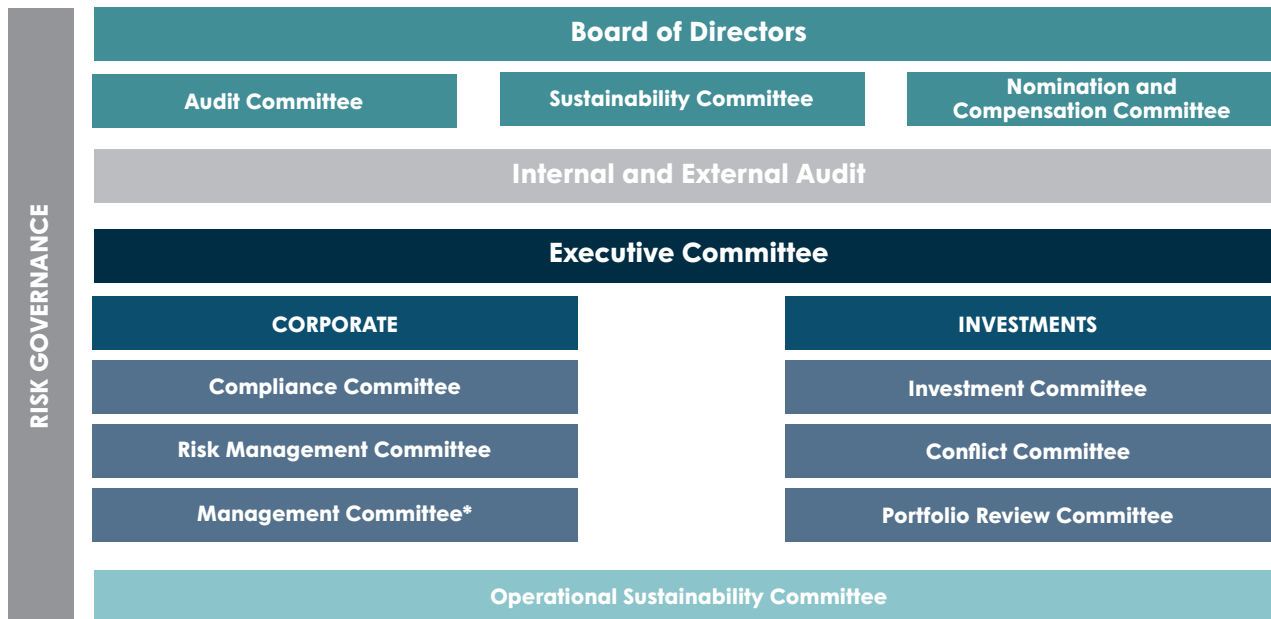 RISK GOVERNANCE
Board of Directors
Audit Committee
Sustainability Committee
Nomination and
Compensation Committee
Internal and External Audit
Executive Committee
CORPORATE
Compliance Committee
Risk Management Committee
Management Committee*
INVESTMENTS
Investment Committee
Conflict Committee
Portfolio Review Committee
Operational Sustainability Committee